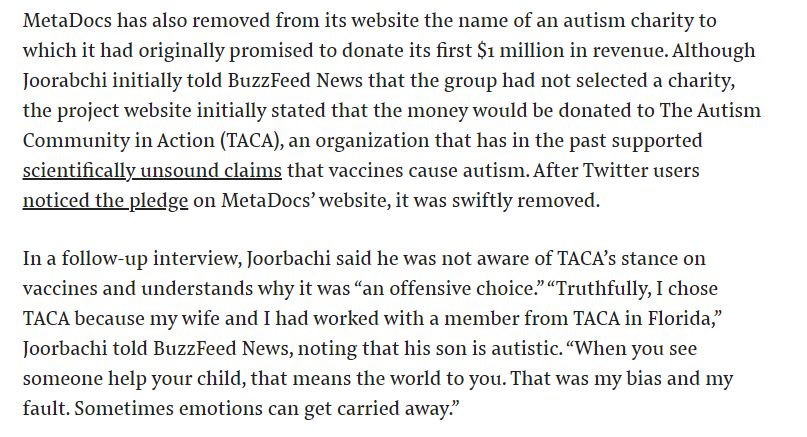 MetaDocs has also removed from its website the name of an autism charity to
which it had originally promised to donate its first $1 million in revenue. Although
Joorabchi initially told BuzzFeed News that the group had not selected a charity,
the project website initially stated that the money would be donated to The Autism
Community in Action (TACA), an organization that has in the past supported
scientifically unsound claims that vaccines cause autism. After Twitter users
noticed the pledge on MetaDocs’ website, it was swiftly removed.
In a follow-up interview, Joorbachi said he was not aware of TACA’s stance on
vaccines and understands why it was “an offensive choice.” “Truthfully, I chose
TACA because my wife and I had worked with a member from TACA in Florida,”
Joorbachi told BuzzFeed News, noting that his son is autistic. “When you see
someone help your child, that means the world to you. That was my bias and my
fault. Sometimes emotions can get carried away.”